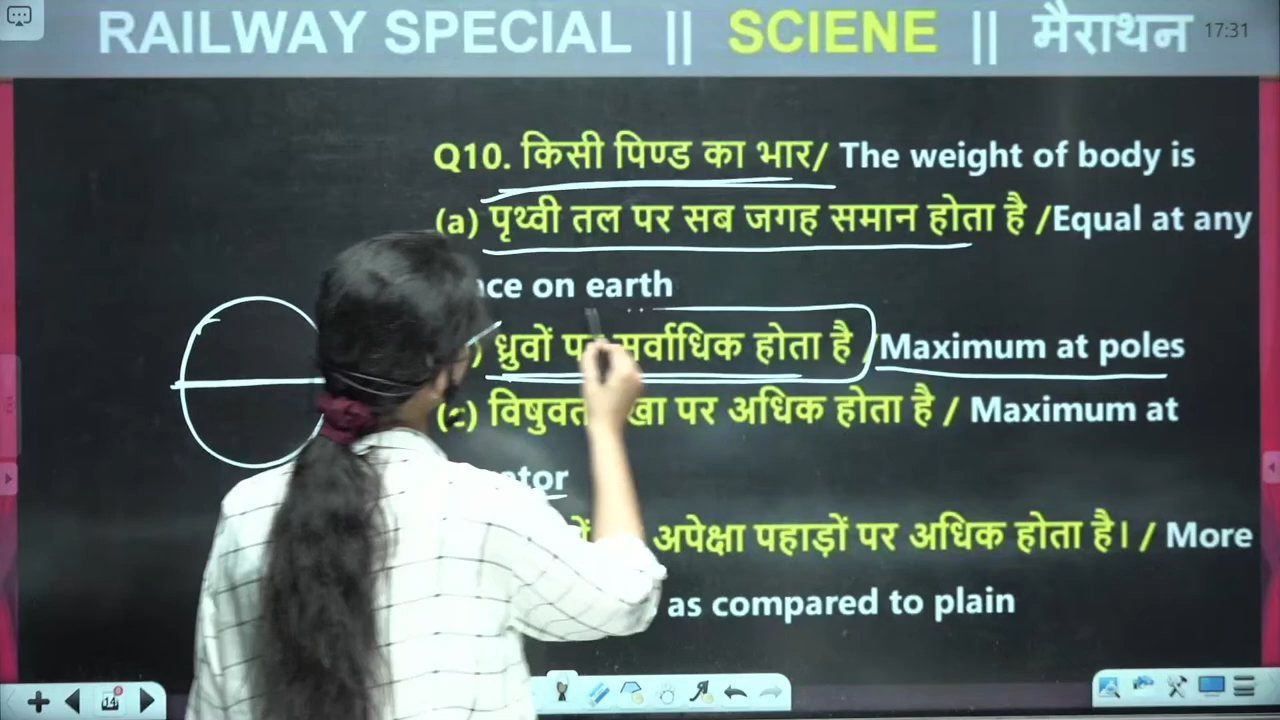 RAILWAY SPECIAL || SCIENE || मैराथन 17:31
Q10. किसी पिण्ड का भार/ The weight of body is
(a) पृथ्वी तल पर सब जगह समान होता है /Equal at any
on earth
ध्रुवों सर्वाधिक होता है /Maximum at poles
(c) पर अधिक होता है / Maximum at
अपेक्षा पहाड़ों पर अधिक होता है। / More
as compared to plain